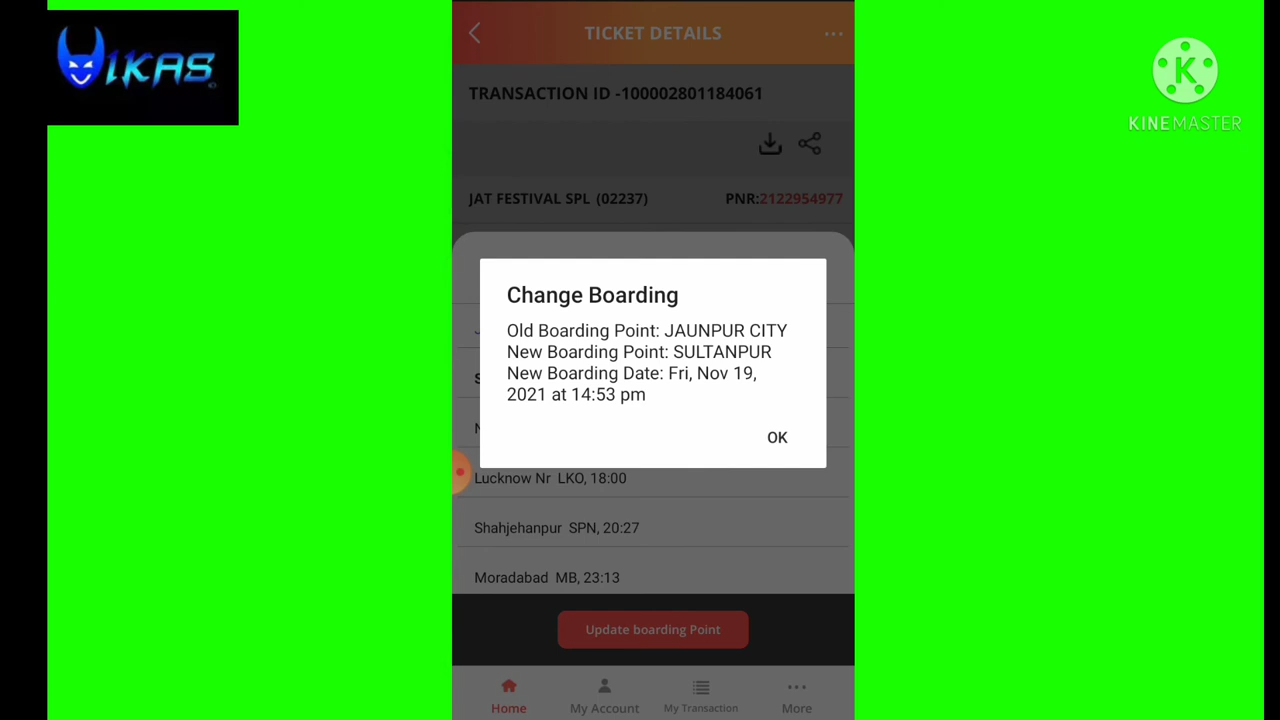 VIKAS
KINEMASTER
TICKET DETAILS
TRANSACTION ID -100002801184061
JAT FESTIVAL SPL (02237) PNR:2122954977
Change Boarding
Old Boarding Point: JAUNPUR CITY
New Boarding Point: SULTANPUR
New Boarding Date: Fri, Nov 19,
2021 at 14:53 pm
OK
Lucknow Nr LKO, 18:00
Shahjehanpur SPN, 20:27
Moradabad MB, 23:13
Update boarding Point
Home My Account My Transaction More